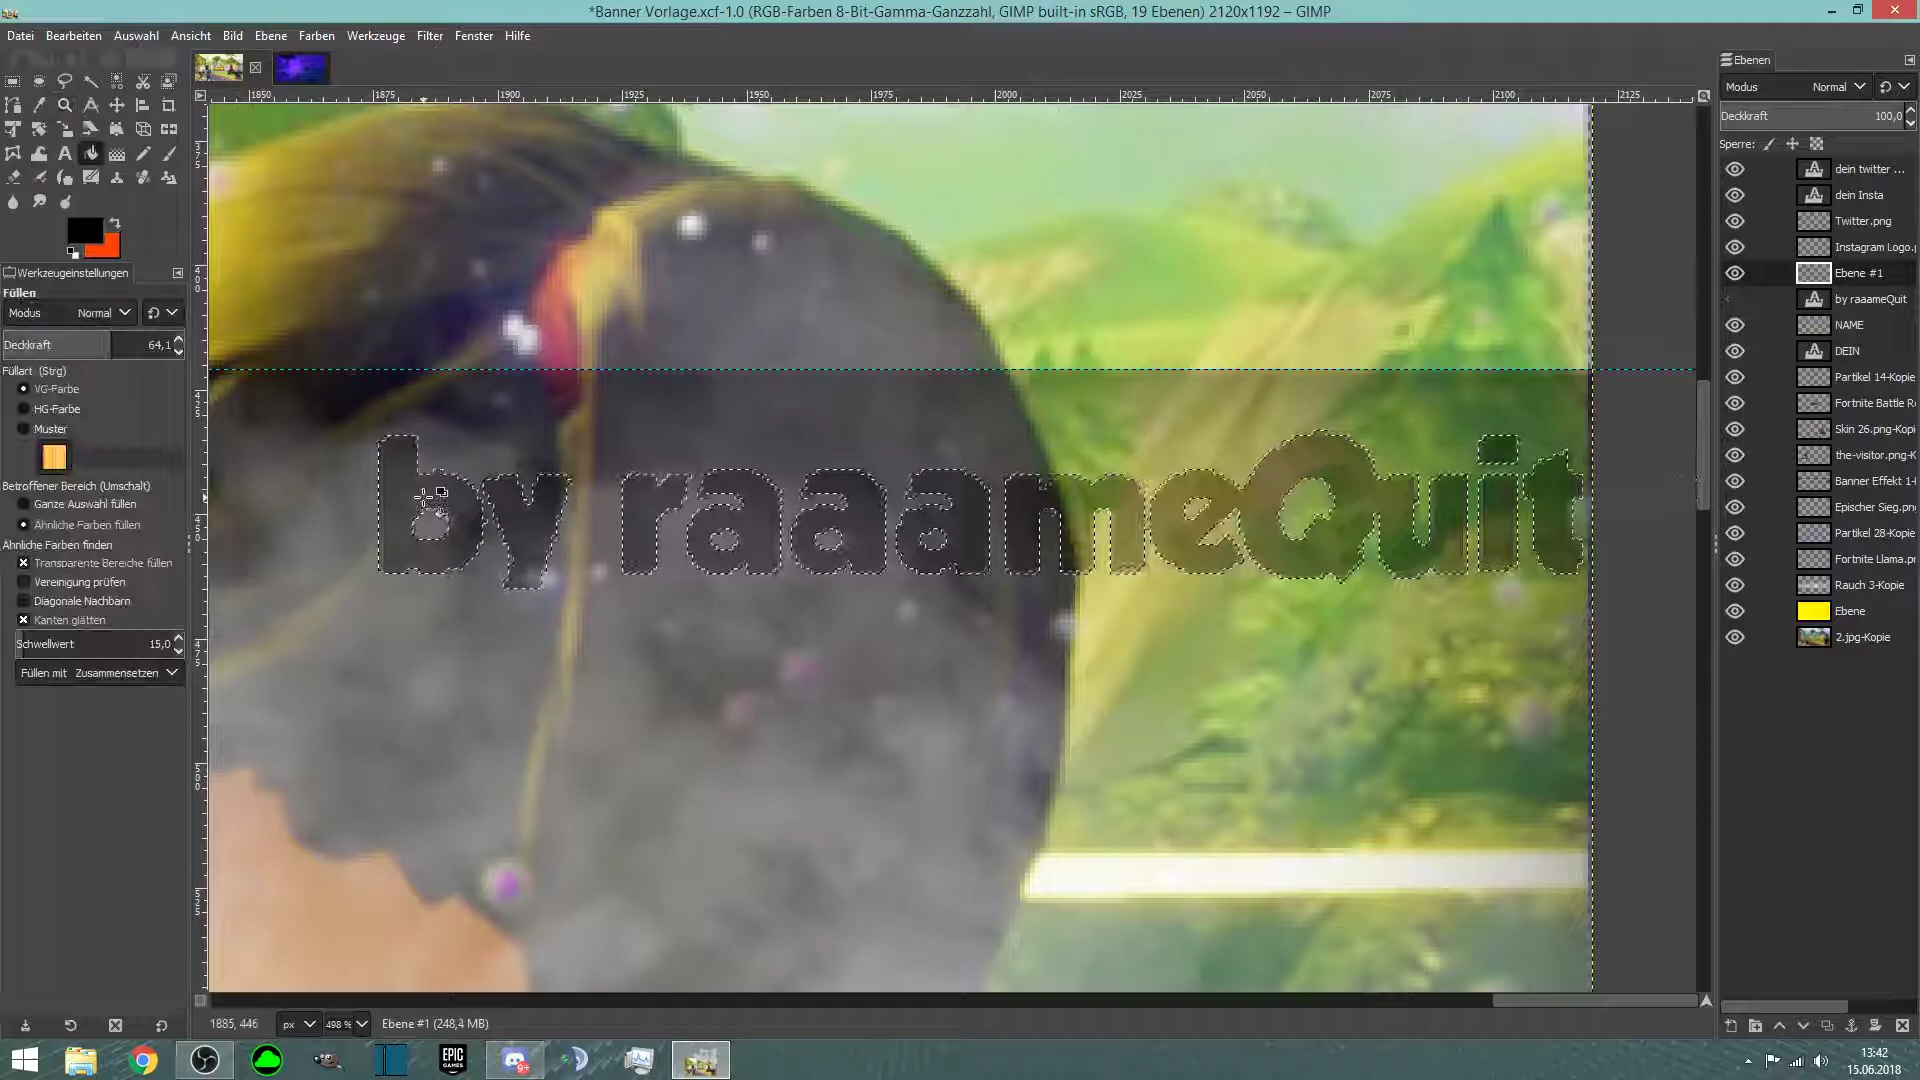 *Banner Vorlage.xcf-1.0 (RGB-Farben 8-Bit-Gamma-Ganzzahl, GIMP built-in sRGB, 19 Ebenen) 2120x1192 – GIMP
Datei Bearbeiten Auswahl Ansicht Bild Ebene Farben Werkzeuge Filter Fenster Hilfe
Ebenen
Modus Normal
Deckkraft 100,0
Sperre:
1850 1875 1900 1925 1950 1975 2000 2025 2050 2075 2100 2125
Werkzeugeinstellungen
Füllen
Modus Normal
Deckkraft 64,1
Füllart (Strg)
VG-Farbe
HG-Farbe
Muster
Betroffener Bereich (Umschalt)
Ganze Auswahl füllen
Ähnliche Farben füllen
Ähnliche Farben finden
Transparente Bereiche füllen
Vereinigung prüfen
Diagonale Nachbarn
Kanten glätten
Schwellwert 15,0
Füllen mit Zusammensetzen
by raaameQuit
dein twitter ...
dein Insta
Twitter.png
Instagram Logo.p
Ebene #1
by raaameQuit
NAME
DEIN
Partikel 14-Kopie
Fortnite Battle Ro
Skin 26.png-Kopi
the-visitor.png-K
Banner Effekt 1-K
Epischer Sieg.png
Partikel 28-Kopie
Fortnite Llama.pn
Rauch 3-Kopie
Ebene
2.jpg-Kopie
1885, 446 px 498 % Ebene #1 (248,4 MB)
EPIC GAMES
9+
13:42
15.06.2018